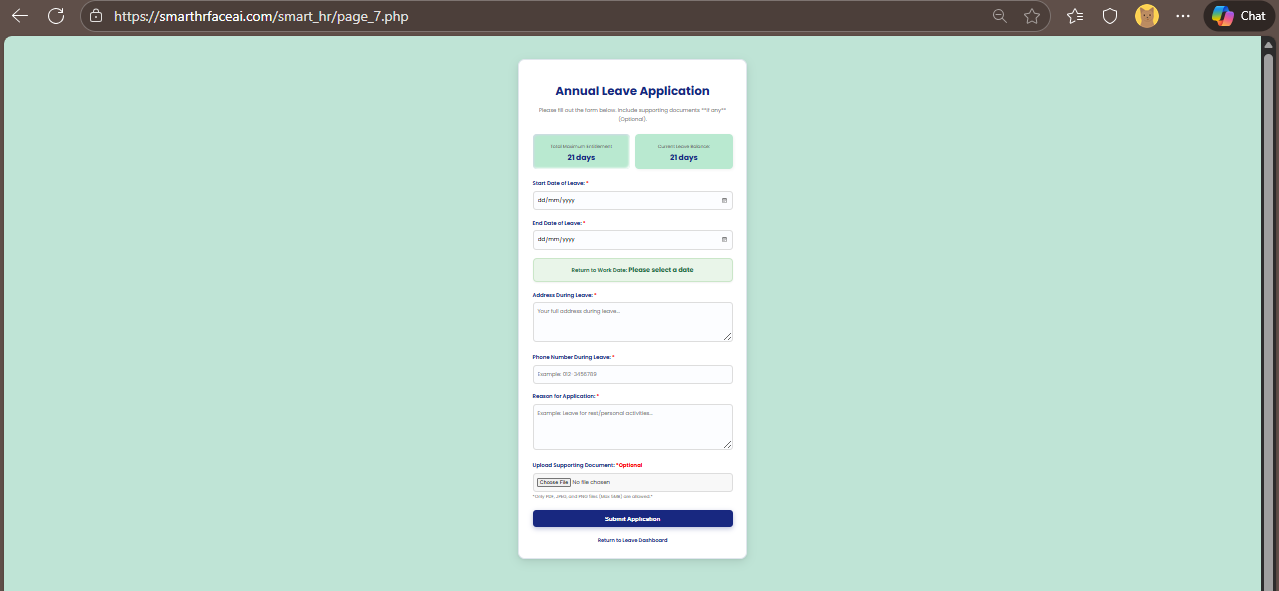 https://smarthrfaceai.com/smart_hr/page_7.php
Chat
Annual Leave Application
Please fill out the form below. Include supporting documents **if any**
(Optional).
Total Maximum Entitlement:
21 days
Current Leave Balance:
21 days
Start Date of Leave: *
dd/mm/yyyy
End Date of Leave: *
dd/mm/yyyy
Return to Work Date: Please select a date
Address During Leave: *
Your full address during leave...
Phone Number During Leave: *
Example: 012-3456789
Reason for Application: *
Example: Leave for rest/personal activities...
Upload Supporting Document: *Optional
Choose File No file chosen
*Only PDF, JPEG, and PNG files (Max 5MB) are allowed.*
Submit Application
Return to Leave Dashboard